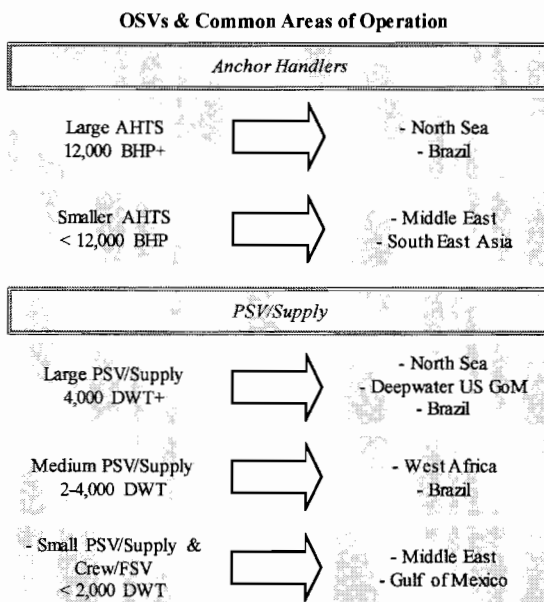 OSVs & Common Areas of Operation
Anchor Handlers
Large AHTS
12,000 BHP+
- North Sea
- Brazil
Smaller AHTS
< 12,000 BHP
- Middle East
- South East Asia
PSV/Supply
Large PSV/Supply
4,000 DWT+
- North Sea
- Deepwater US GoM
- Brazil
Medium PSV/Supply
2-4,000 DWT
- West Africa
- Brazil
- Small PSV/Supply &
Crew/FSV
< 2,000 DWT
- Middle East
- Gulf of Mexico